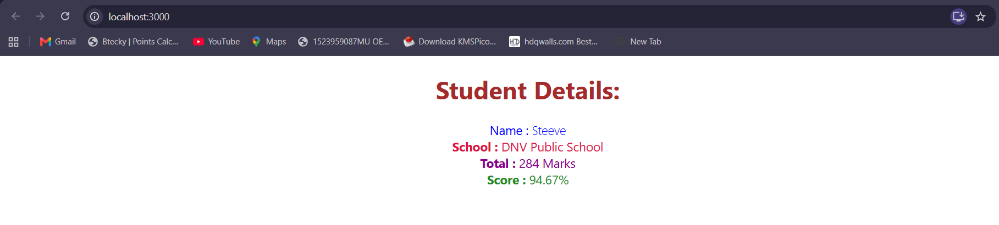 localhost:3000
Gmail Btecky | Points Calc... YouTube Maps 1523959087MU OE... Download KMSPico... hdqwalls.com Best... New Tab
Student Details:
Name : Steeve
School : DNV Public School
Total : 284 Marks
Score : 94.67%